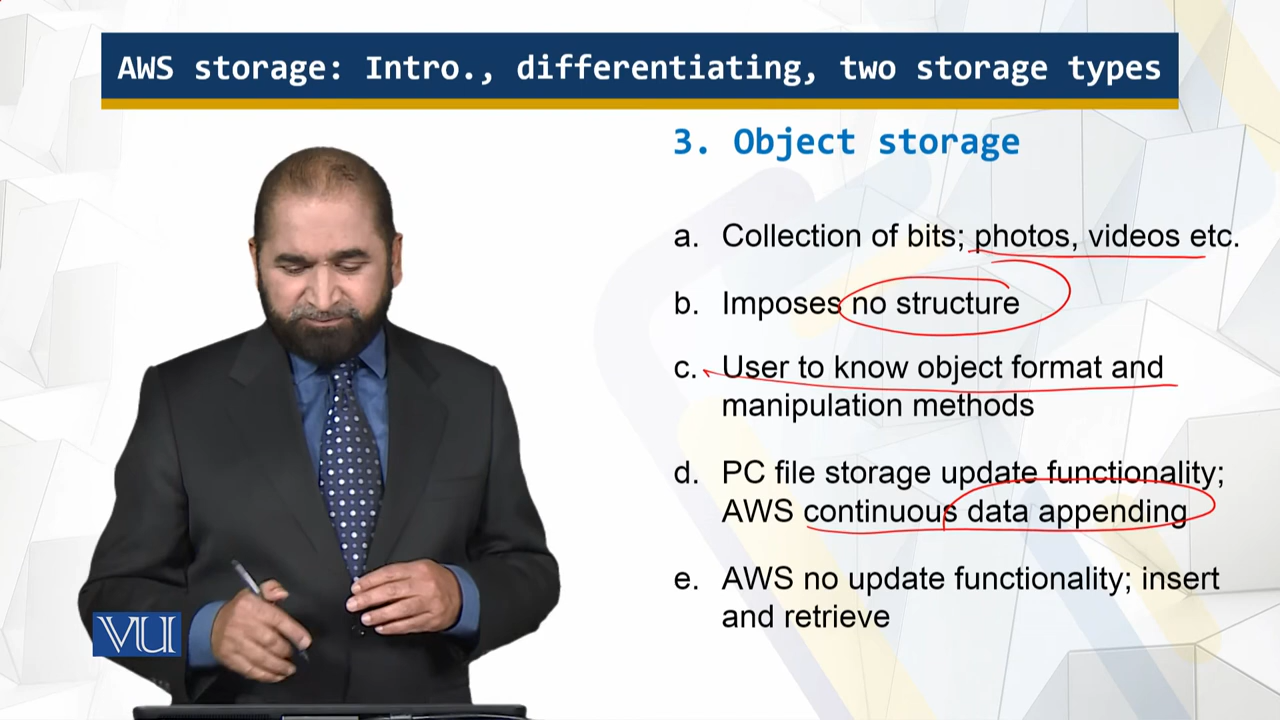 AWS storage: Intro., differentiating, two storage types
3. Object storage
a. Collection of bits; photos, videos etc.
b. Imposes no structure
c. User to know object format and
manipulation methods
d. PC file storage update functionality;
AWS continuous data appending
e. AWS no update functionality; insert
and retrieve
VU